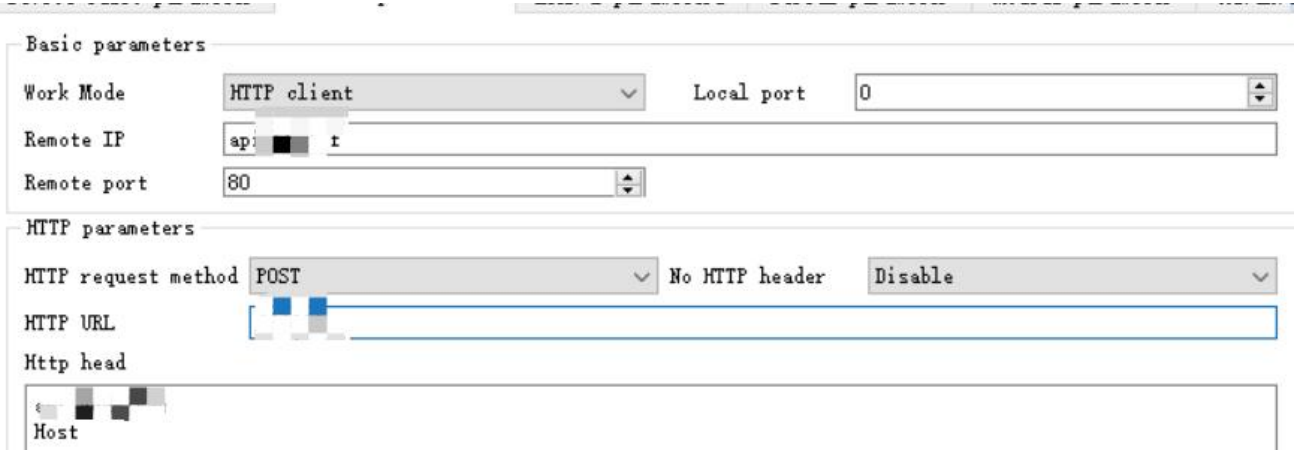 Basic parameters
Work Mode HTTP client Local port 0
Remote IP
Remote port 80
HTTP parameters
HTTP request method POST No HTTP header Disable
HTTP URL
Http head
Host